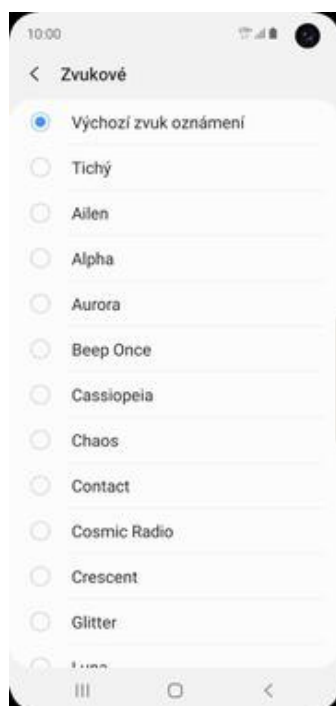 10:00
Zvukové
Výchozí zvuk oznámení
Tichý
Ailen
Alpha
Aurora
Beep Once
Cassiopeia
Chaos
Contact
Cosmic Radio
Crescent
Glitter